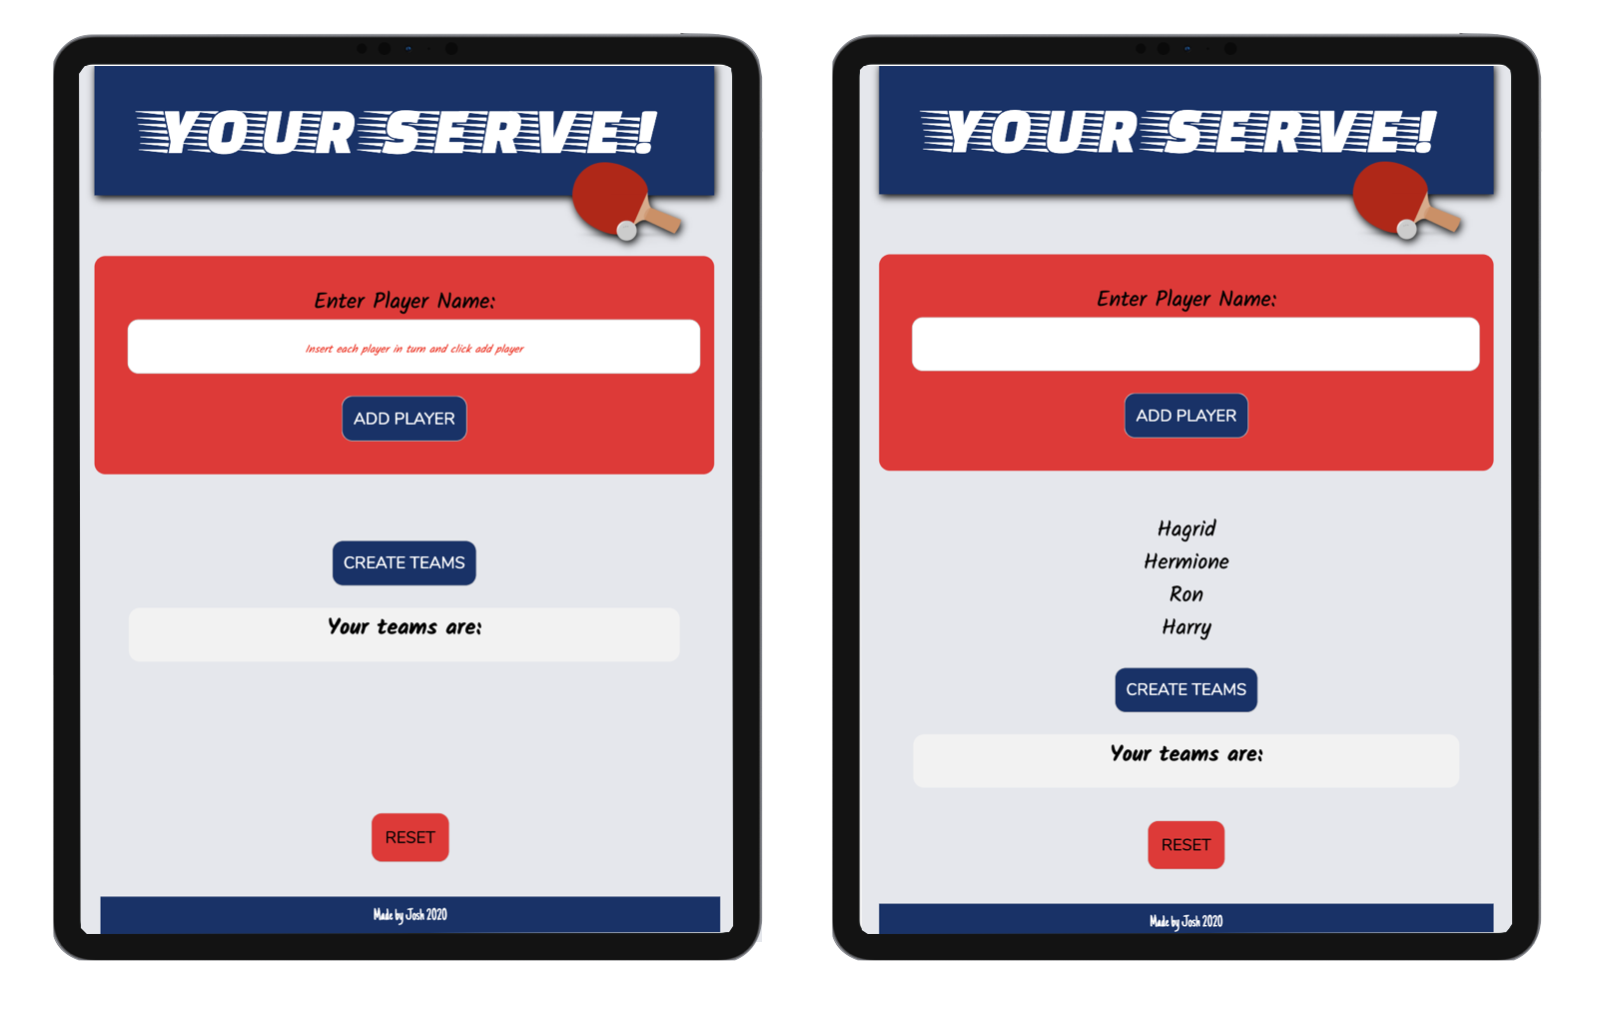 YOUR SERVE!
Enter Player Name:
Insert each player in turn and click add player
ADD PLAYER
CREATE TEAMS
Your teams are:
RESET
Made by Josh 2020
YOUR SERVE!
Enter Player Name:
ADD PLAYER
Hagrid
Hermione
Ron
Harry
CREATE TEAMS
Your teams are:
RESET
Made by Josh 2020